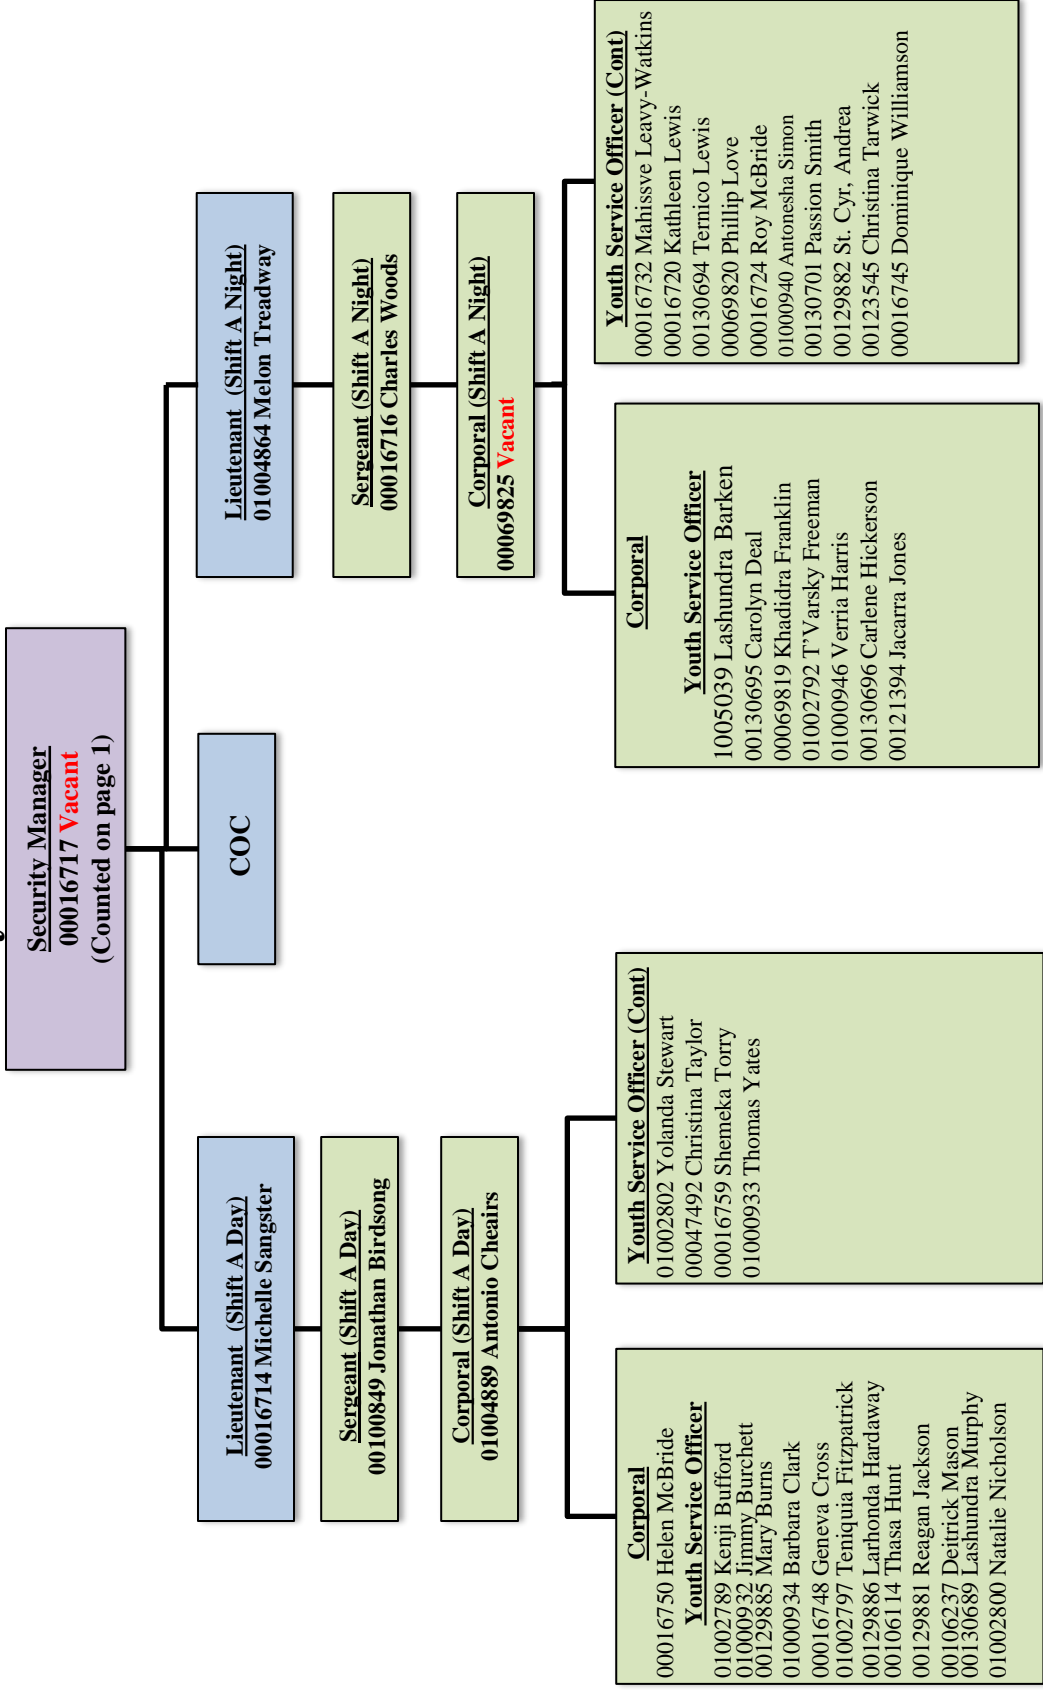 Security Manager
00016717 Vacant
(Counted on page 1)
COC
Lieutenant (Shift A Day)
00016714 Michelle Sangster
Sergeant (Shift A Day)
00100849 Jonathan Birdsong
Corporal (Shift A Day)
01004889 Antonio Cheairs
Corporal
00016750 Helen McBride
Youth Service Officer
01002789 Kenji Bufford
01000932 Jimmy Burchett
00129885 Mary Burns
01000934 Barbara Clark
00016748 Geneva Cross
01002797 Teniquia Fitzpatrick
00129886 Larhonda Hardaway
00106114 Thasa Hunt
00129881 Reagan Jackson
00106237 Deitrick Mason
00130689 Lashundra Murphy
01002800 Natalie Nicholson
Youth Service Officer (Cont)
01002802 Yolanda Stewart
00047492 Christina Taylor
00016759 Shemeka Torry
01000933 Thomas Yates
Lieutenant (Shift A Night)
01004864 Melon Treadway
Sergeant (Shift A Night)
00016716 Charles Woods
Corporal (Shift A Night)
00069825 Vacant
Corporal
Youth Service Officer
1005039 Lashundra Barken
00130695 Carolyn Deal
00069819 Khadidra Franklin
01002792 T’Varsky Freeman
01000946 Verria Harris
00130696 Carlene Hickerson
00121394 Jacarra Jones
Youth Service Officer (Cont)
00016732 Mahissve Leavy-Watkins
00016720 Kathleen Lewis
00130694 Ternico Lewis
00069820 Phillip Love
00016724 Roy McBride
01000940 Antonesha Simon
00130701 Passion Smith
00129882 St. Cyr, Andrea
00123545 Christina Tarwick
00016745 Dominique Williamson